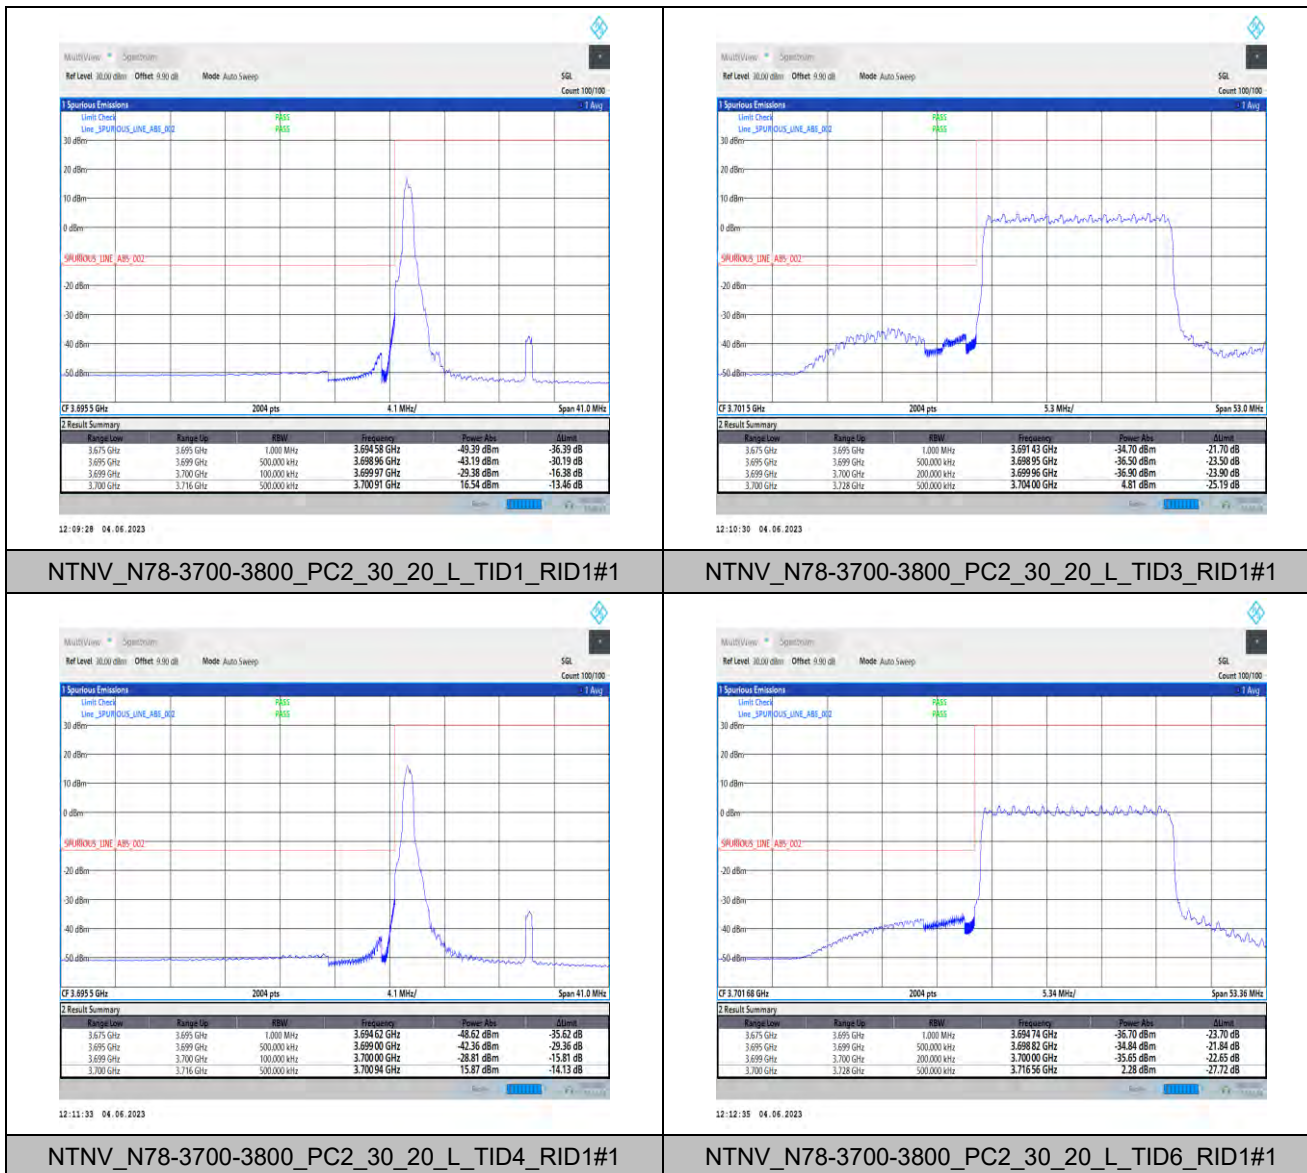 MultiView Spectrum
Ref Level 30.00 dBm Offset 9.90 dB Mode Auto Sweep SGL
Count 100/100
1 Spurious Emissions 1 Avg
Limit Check PASS
Line _SPURIOUS_LINE_ABS_002 PASS
30 dBm
20 dBm
10 dBm
0 dBm
_SPURIOUS_LINE_ABS_002
-20 dBm
-30 dBm
-40 dBm
-50 dBm
CF 3.695 5 GHz 2004 pts 4.1 MHz/ Span 41.0 MHz
2 Result Summary
Range Low Range Up RBW Frequency Power Abs ΔLimit
3.675 GHz 3.695 GHz 1.000 MHz 3.694 58 GHz -49.39 dBm -36.39 dB
3.695 GHz 3.699 GHz 500.000 kHz 3.698 96 GHz -43.19 dBm -30.19 dB
3.699 GHz 3.700 GHz 100.000 kHz 3.699 97 GHz -29.38 dBm -16.38 dB
3.700 GHz 3.716 GHz 500.000 kHz 3.700 91 GHz 16.54 dBm -13.46 dB
12:09:28 04.06.2023
NTNV_N78-3700-3800_PC2_30_20_L_TID1_RID1#1
MultiView Spectrum
Ref Level 30.00 dBm Offset 9.90 dB Mode Auto Sweep SGL
Count 100/100
1 Spurious Emissions 1 Avg
Limit Check PASS
Line _SPURIOUS_LINE_ABS_002 PASS
30 dBm
20 dBm
10 dBm
0 dBm
_SPURIOUS_LINE_ABS_002
-20 dBm
-30 dBm
-40 dBm
-50 dBm
CF 3.701 5 GHz 2004 pts 5.3 MHz/ Span 53.0 MHz
2 Result Summary
Range Low Range Up RBW Frequency Power Abs ΔLimit
3.675 GHz 3.695 GHz 1.000 MHz 3.691 43 GHz -34.70 dBm -21.70 dB
3.695 GHz 3.699 GHz 500.000 kHz 3.698 95 GHz -36.50 dBm -23.50 dB
3.699 GHz 3.700 GHz 200.000 kHz 3.699 96 GHz -36.90 dBm -23.90 dB
3.700 GHz 3.728 GHz 500.000 kHz 3.704 00 GHz 4.81 dBm -25.19 dB
12:10:30 04.06.2023
NTNV_N78-3700-3800_PC2_30_20_L_TID3_RID1#1
MultiView Spectrum
Ref Level 30.00 dBm Offset 9.90 dB Mode Auto Sweep SGL
Count 100/100
1 Spurious Emissions 1 Avg
Limit Check PASS
Line _SPURIOUS_LINE_ABS_002 PASS
30 dBm
20 dBm
10 dBm
0 dBm
_SPURIOUS_LINE_ABS_002
-20 dBm
-30 dBm
-40 dBm
-50 dBm
CF 3.695 5 GHz 2004 pts 4.1 MHz/ Span 41.0 MHz
2 Result Summary
Range Low Range Up RBW Frequency Power Abs ΔLimit
3.675 GHz 3.695 GHz 1.000 MHz 3.694 62 GHz -48.62 dBm -35.62 dB
3.695 GHz 3.699 GHz 500.000 kHz 3.699 00 GHz -42.36 dBm -29.36 dB
3.699 GHz 3.700 GHz 100.000 kHz 3.700 00 GHz -28.81 dBm -15.81 dB
3.700 GHz 3.716 GHz 500.000 kHz 3.700 94 GHz 15.87 dBm -14.13 dB
12:11:33 04.06.2023
NTNV_N78-3700-3800_PC2_30_20_L_TID4_RID1#1
MultiView Spectrum
Ref Level 30.00 dBm Offset 9.90 dB Mode Auto Sweep SGL
Count 100/100
1 Spurious Emissions 1 Avg
Limit Check PASS
Line _SPURIOUS_LINE_ABS_002 PASS
30 dBm
20 dBm
10 dBm
0 dBm
_SPURIOUS_LINE_ABS_002
-20 dBm
-30 dBm
-40 dBm
-50 dBm
CF 3.701 68 GHz 2004 pts 5.34 MHz/ Span 53.36 MHz
2 Result Summary
Range Low Range Up RBW Frequency Power Abs ΔLimit
3.675 GHz 3.695 GHz 1.000 MHz 3.694 74 GHz -36.70 dBm -23.70 dB
3.695 GHz 3.699 GHz 500.000 kHz 3.698 82 GHz -34.84 dBm -21.84 dB
3.699 GHz 3.700 GHz 200.000 kHz 3.700 00 GHz -35.65 dBm -22.65 dB
3.700 GHz 3.728 GHz 500.000 kHz 3.716 56 GHz 2.28 dBm -27.72 dB
12:12:35 04.06.2023
NTNV_N78-3700-3800_PC2_30_20_L_TID6_RID1#1